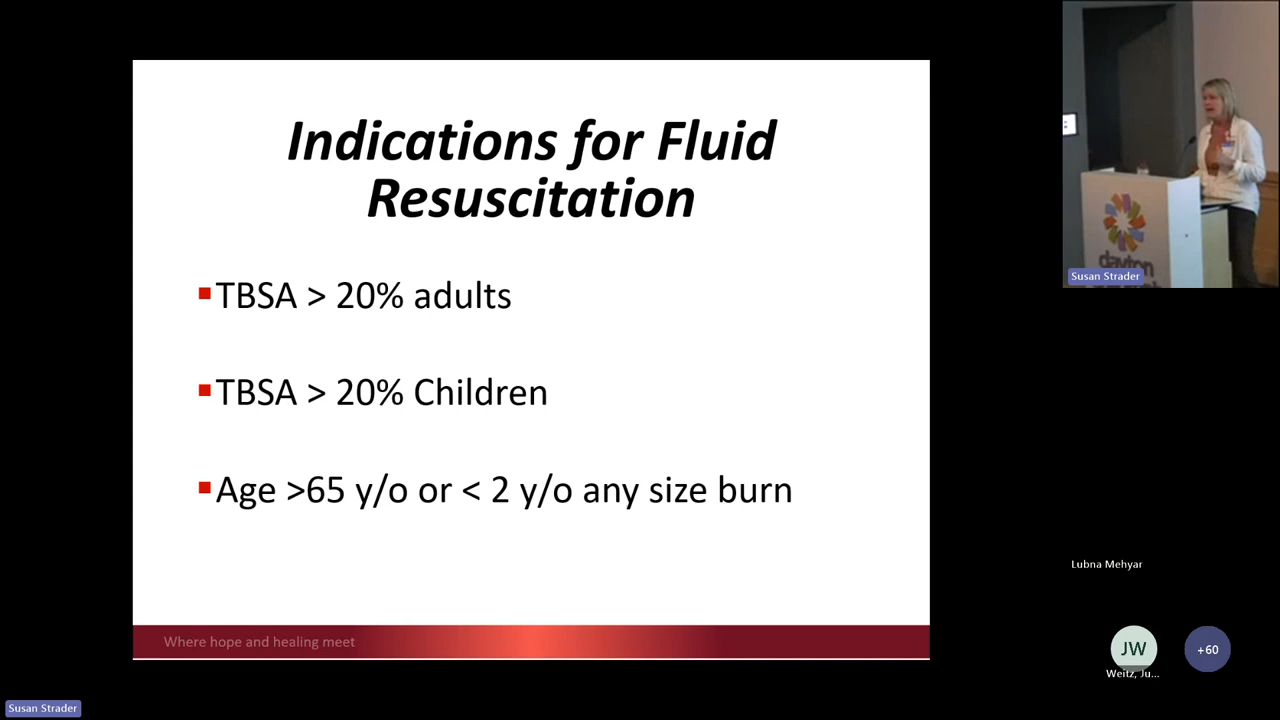 Indications for Fluid
Resuscitation
TBSA > 20% adults
TBSA > 20% Children
Age >65 y/o or < 2 y/o any size burn
Where hope and healing meet
dayton
Susan Strader
Lubna Mehyar
JW
+60
Weitz, Ju...
Susan Strader